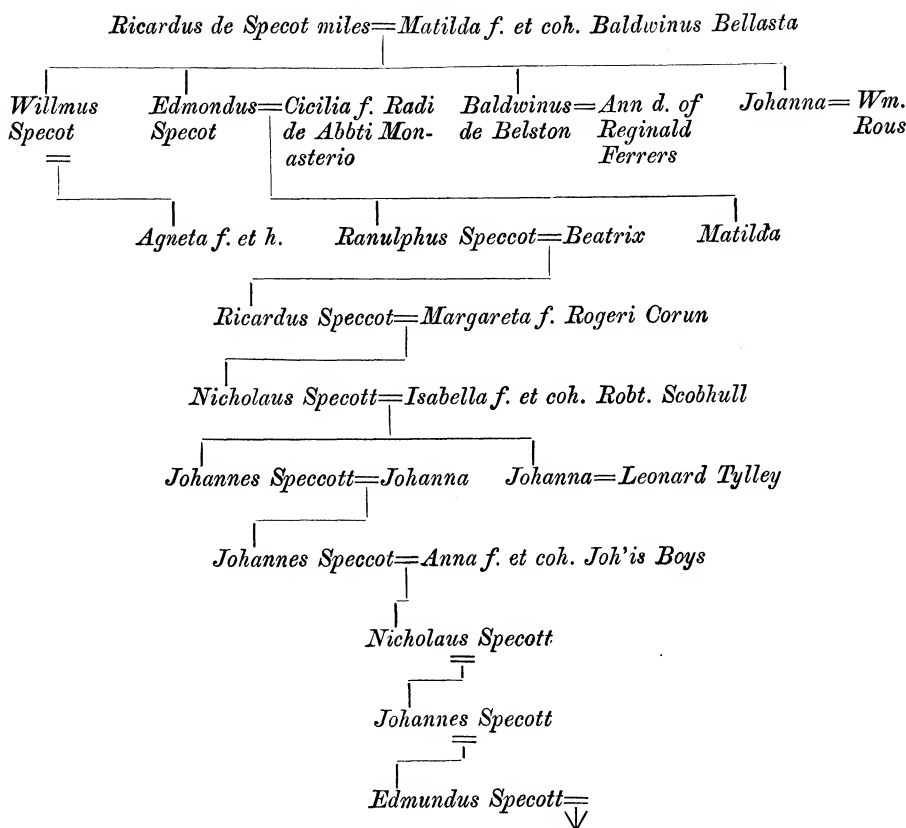 Ricardus de Specot miles=Matilda f. et coh. Baldwinus Bellasta
Willmus
Specot
=
Edmondus=Cicilia f. Radi
Specot de Abbti Mon-
asterio
Baldwinus=Ann d. of
de Belston Reginald
Ferrers
Johanna=Wm.
Rous
Agneta f. et h.
Ranulphus Speccot=Beatrix
Matilda
Ricardus Speccot=Margareta f. Rogeri Corun
Nicholaus Specott=Isabella f. et coh. Robt. Scobhull
Johannes Speccott=Johanna
Johanna=Leonard Tylley
Johannes Speccot=Anna f. et coh. Joh'is Boys
Nicholaus Specott
=
Johannes Specott
=
Edmundus Specott=